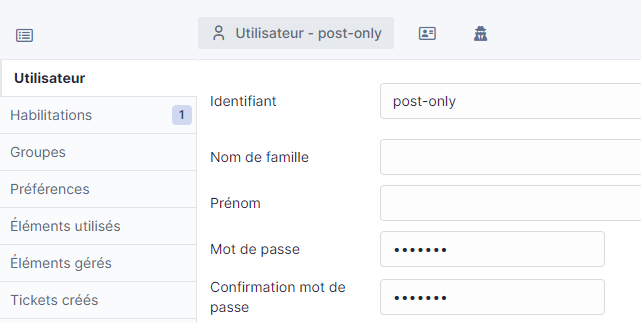 Utilisateur - post-only
Utilisateur
Habilitations 1
Groupes
Préférences
Éléments utilisés
Éléments gérés
Tickets créés
Identifiant post-only
Nom de famille
Prénom
Mot de passe •••••••
Confirmation mot de
passe •••••••